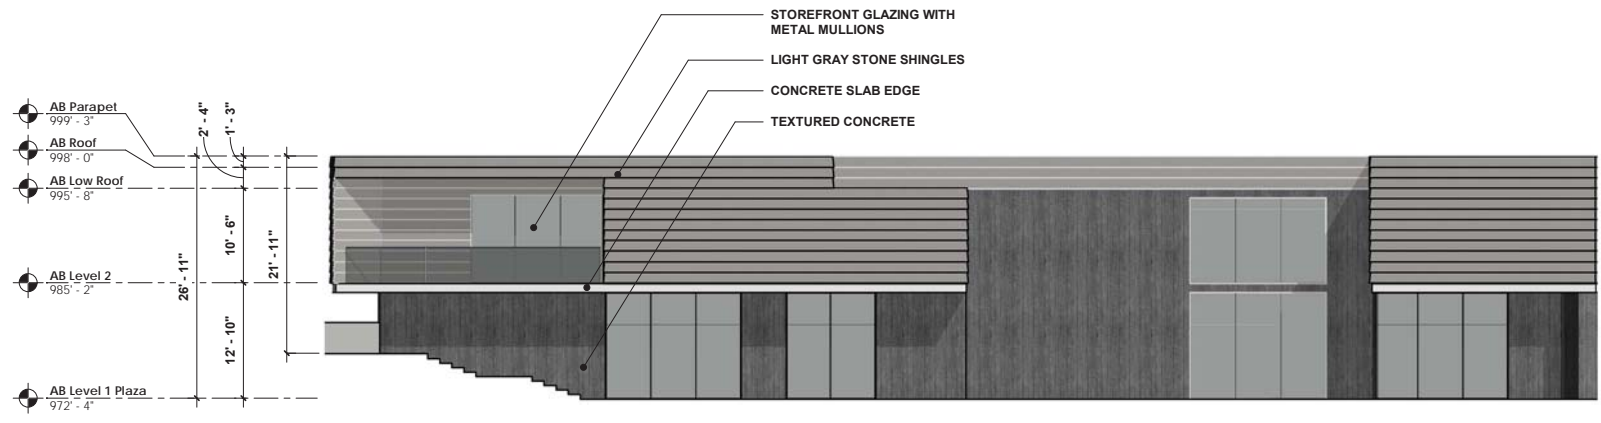 STOREFRONT GLAZING WITH
METAL MULLIONS
LIGHT GRAY STONE SHINGLES
CONCRETE SLAB EDGE
TEXTURED CONCRETE
AB Parapet
999' - 3"
AB Roof
998' - 0"
AB Low Roof
995' - 8"
AB Level 2
985' - 2"
AB Level 1 Plaza
972' - 4"
2' - 4"
1' - 3"
10' - 6"
26' - 11"
21' - 11"
12' - 10"